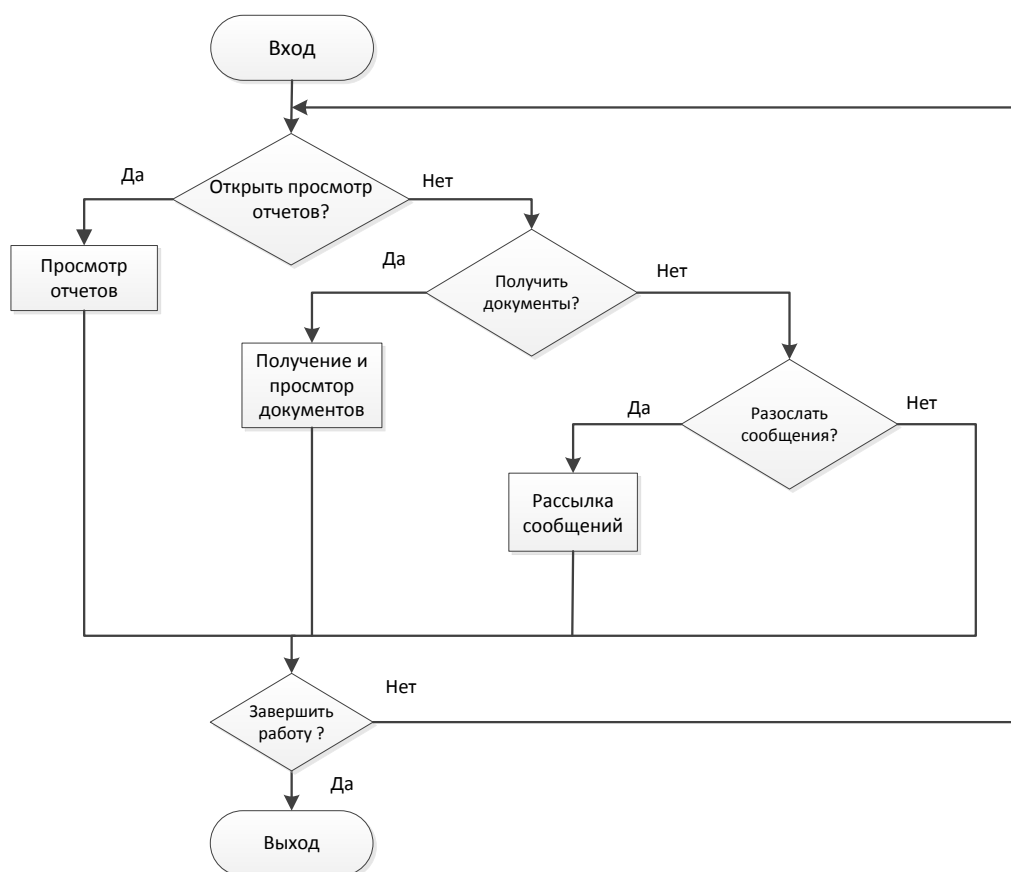 Вход
Да
Открыть просмотр
отчетов?
Нет
Просмотр
отчетов
Да
Получить
документы?
Нет
Получение и
просмтор
документов
Да
Разослать
сообщения?
Нет
Рассылка
сообщений
Завершить
работу ?
Нет
Да
Выход